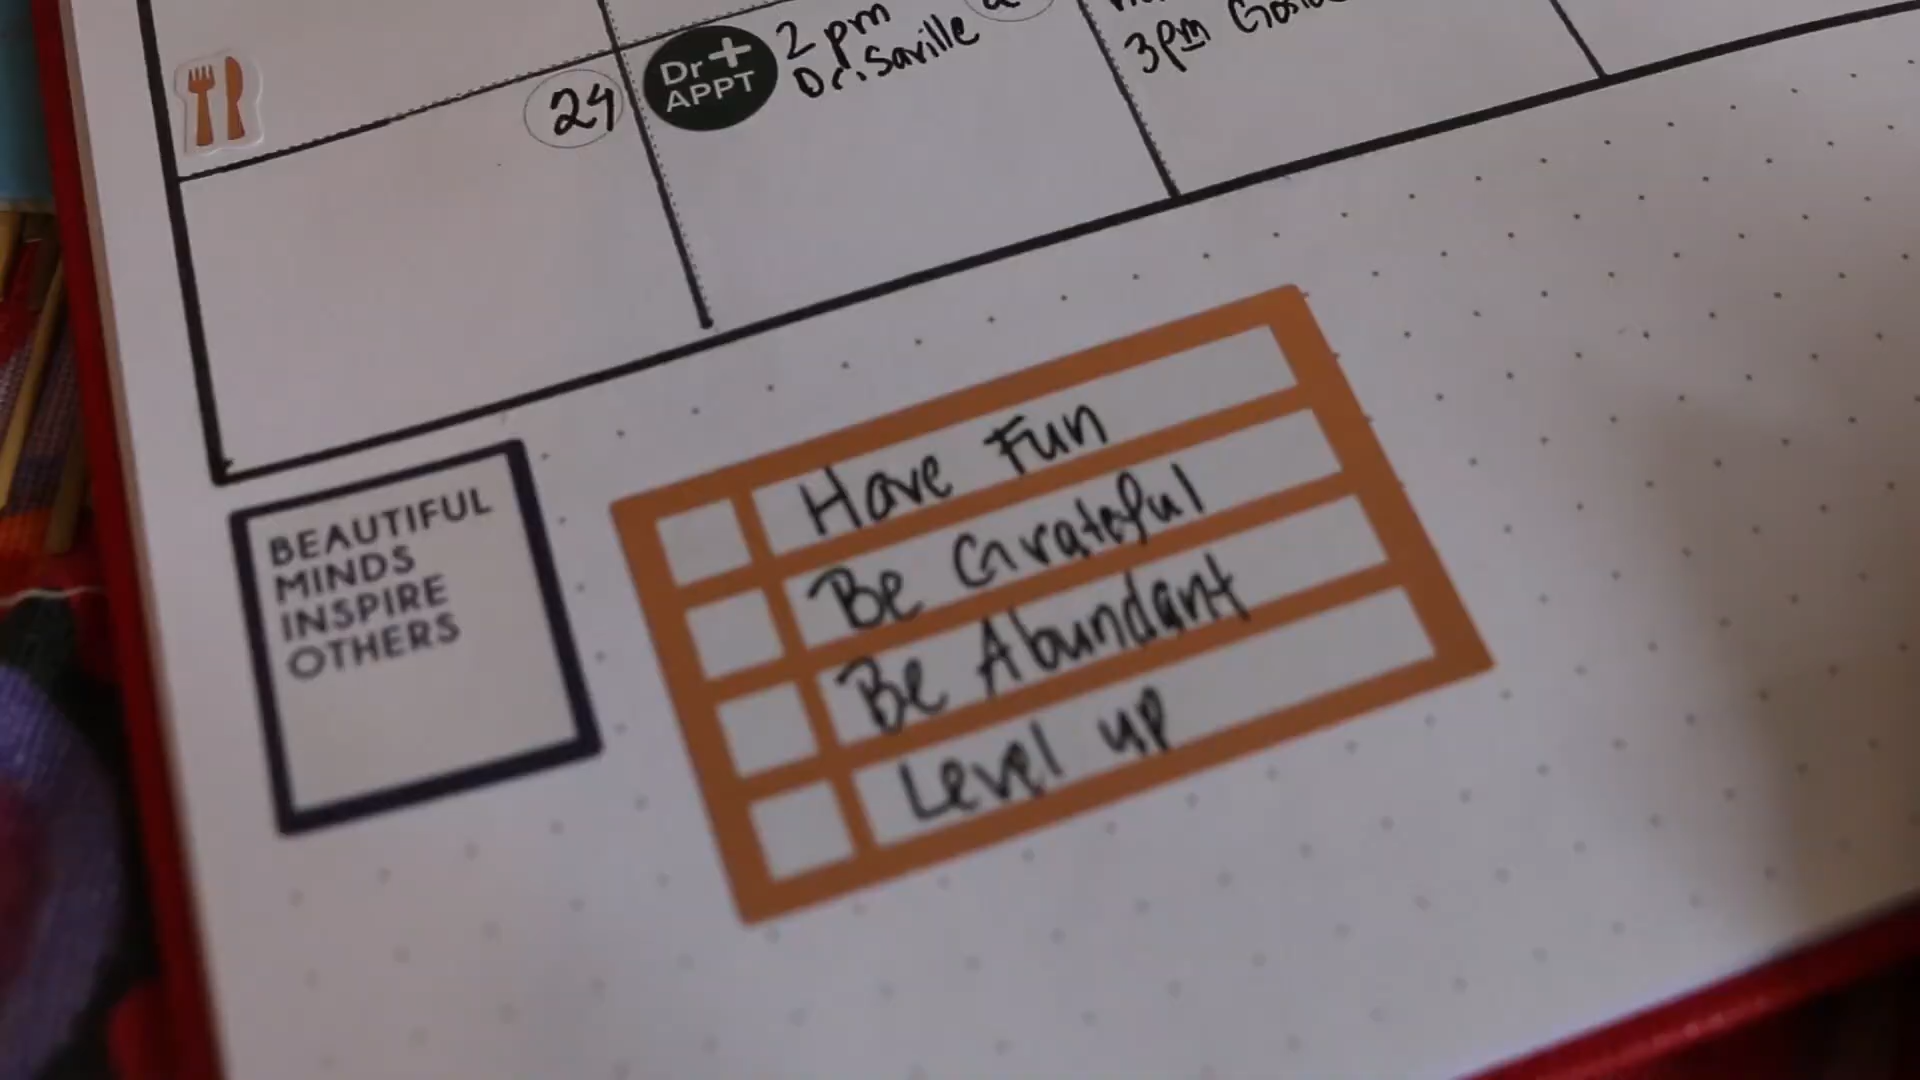 2 pm
Dr. Saville
Dr+
APPT
3pm
24
BEAUTIFUL
MINDS
INSPIRE
OTHERS
Have Fun
Be Grateful
Be Abundant
Level up